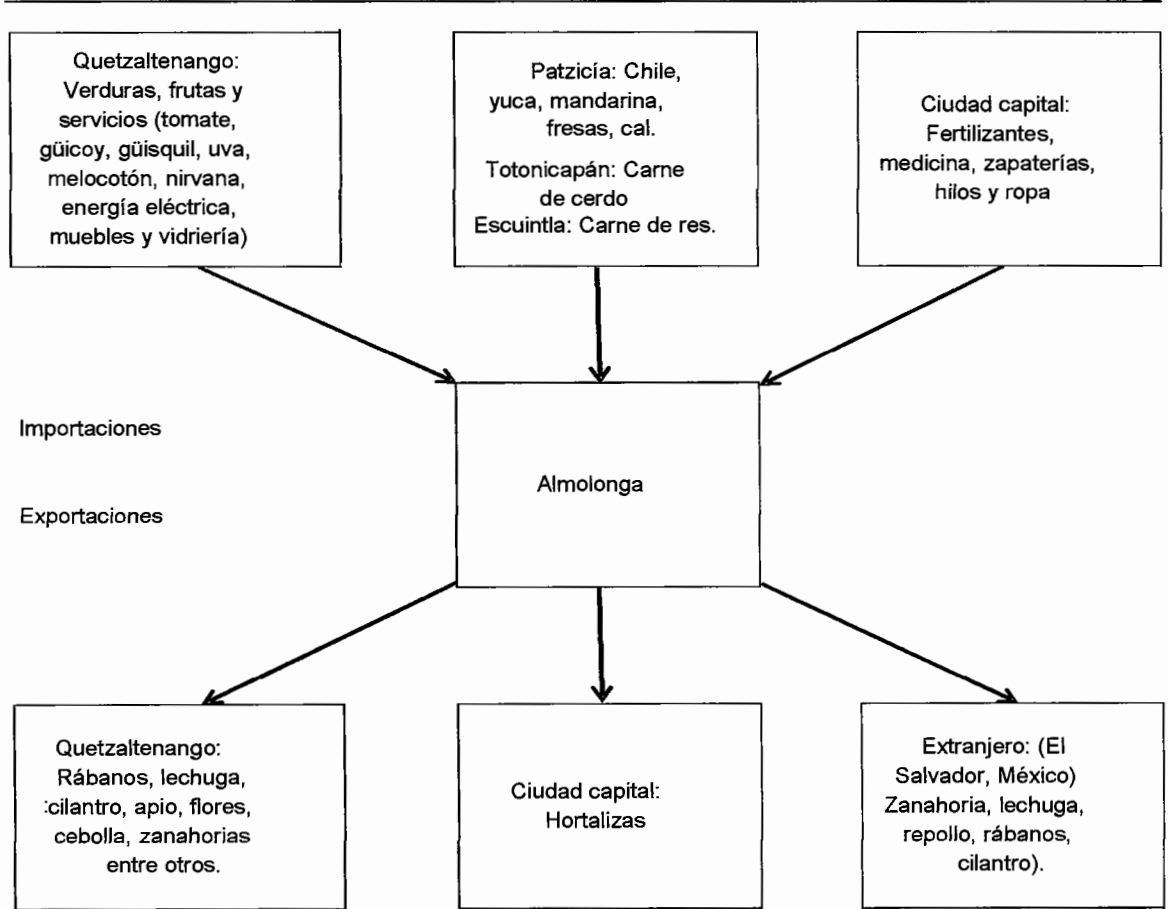 Quetzaltenango:
Verduras, frutas y
servicios (tomate,
güicoy, güisquil, uva,
melocotón, nirvana,
energía eléctrica,
muebles y vidriería)
Patzicía: Chile,
yuca, mandarina,
fresas, cal.
Totonicapán: Carne
de cerdo
Escuintla: Carne de res.
Ciudad capital:
Fertilizantes,
medicina, zapaterías,
hilos y ropa
Importaciones
Almolonga
Exportaciones
Quetzaltenango:
Rábanos, lechuga,
:cilantro, apio, flores,
cebolla, zanahorias
entre otros.
Ciudad capital:
Hortalizas
Extranjero: (El
Salvador, México)
Zanahoria, lechuga,
repollo, rábanos,
cilantro).